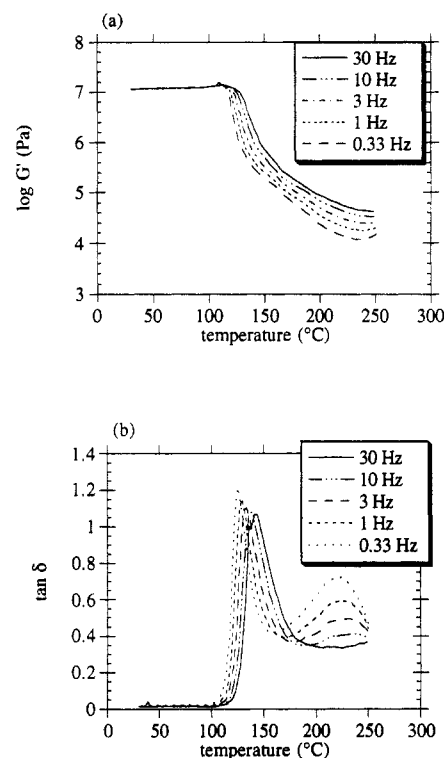 (a)
8
7
6
5
4
3
log G' (Pa)
30 Hz
10 Hz
3 Hz
1 Hz
0.33 Hz
0 50 100 150 200 250 300
temperature (°C)
(b)
1.4
1.2
1
0.8
0.6
0.4
0.2
0
tan δ
30 Hz
10 Hz
3 Hz
1 Hz
0.33 Hz
0 50 100 150 200 250 300
temperature (°C)